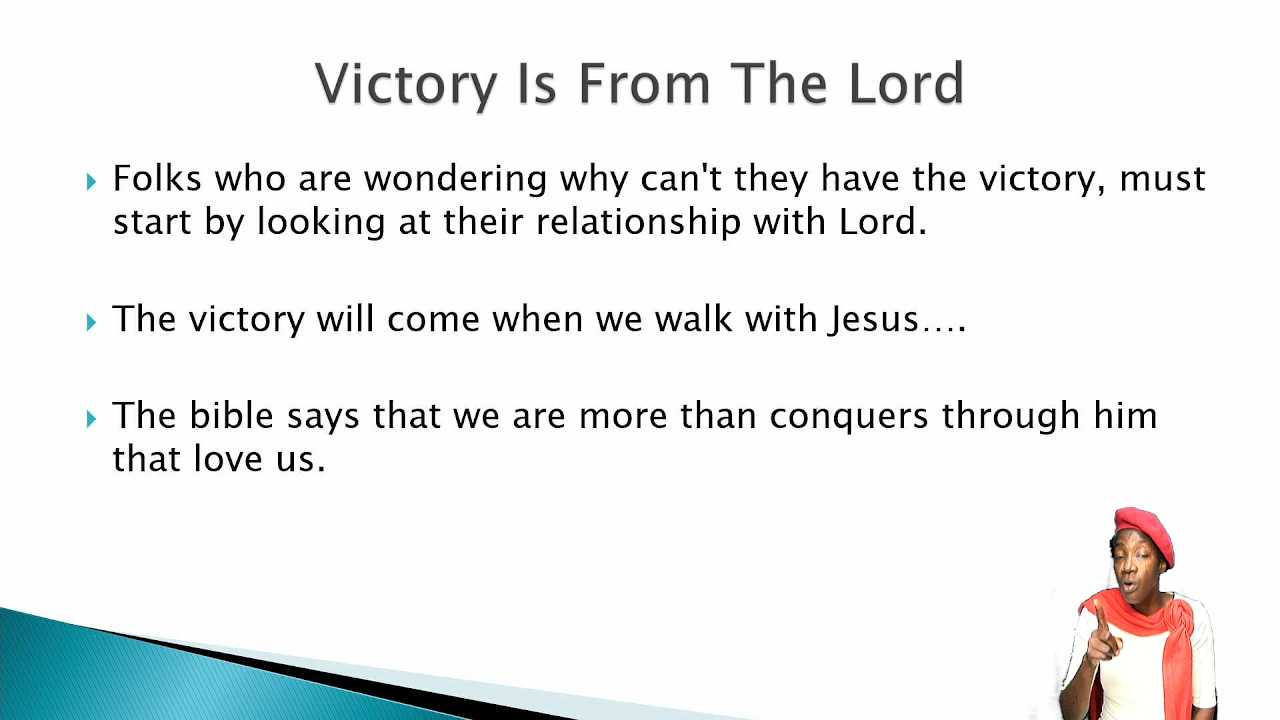 Victory Is From The Lord
Folks who are wondering why can't they have the victory, must
start by looking at their relationship with Lord.
The victory will come when we walk with Jesus….
The bible says that we are more than conquers through him
that love us.